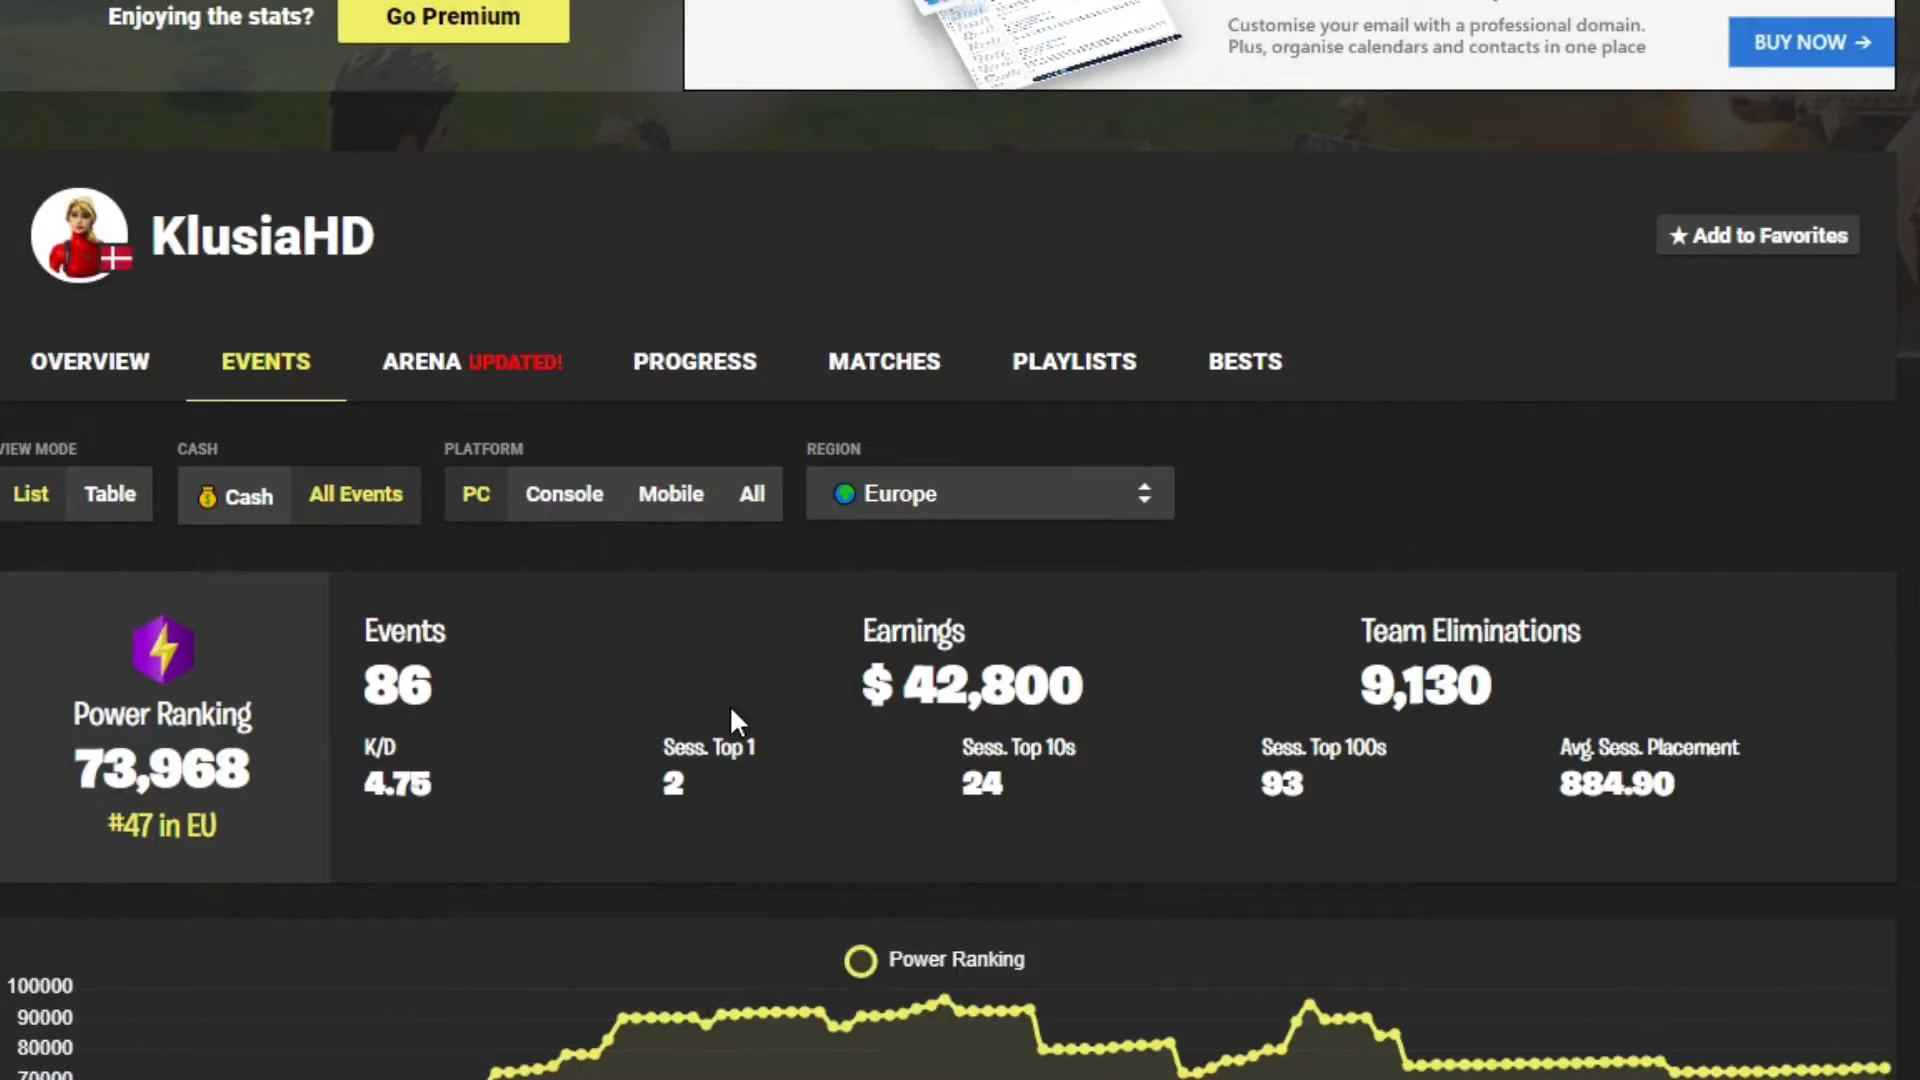 Enjoying the stats?
Go Premium
Customise your email with a professional domain.
Plus, organise calendars and contacts in one place
BUY NOW →
KlusiaHD
★ Add to Favorites
OVERVIEW EVENTS ARENA UPDATED! PROGRESS MATCHES PLAYLISTS BESTS
VIEW MODE CASH PLATFORM REGION
List Table Cash All Events PC Console Mobile All Europe
Power Ranking
73,968
#47 in EU
Events
86
Earnings
$ 42,800
Team Eliminations
9,130
K/D
4.75
Sess. Top 1
2
Sess. Top 10s
24
Sess. Top 100s
93
Avg. Sess. Placement
884.90
Power Ranking
100000
90000
80000
70000